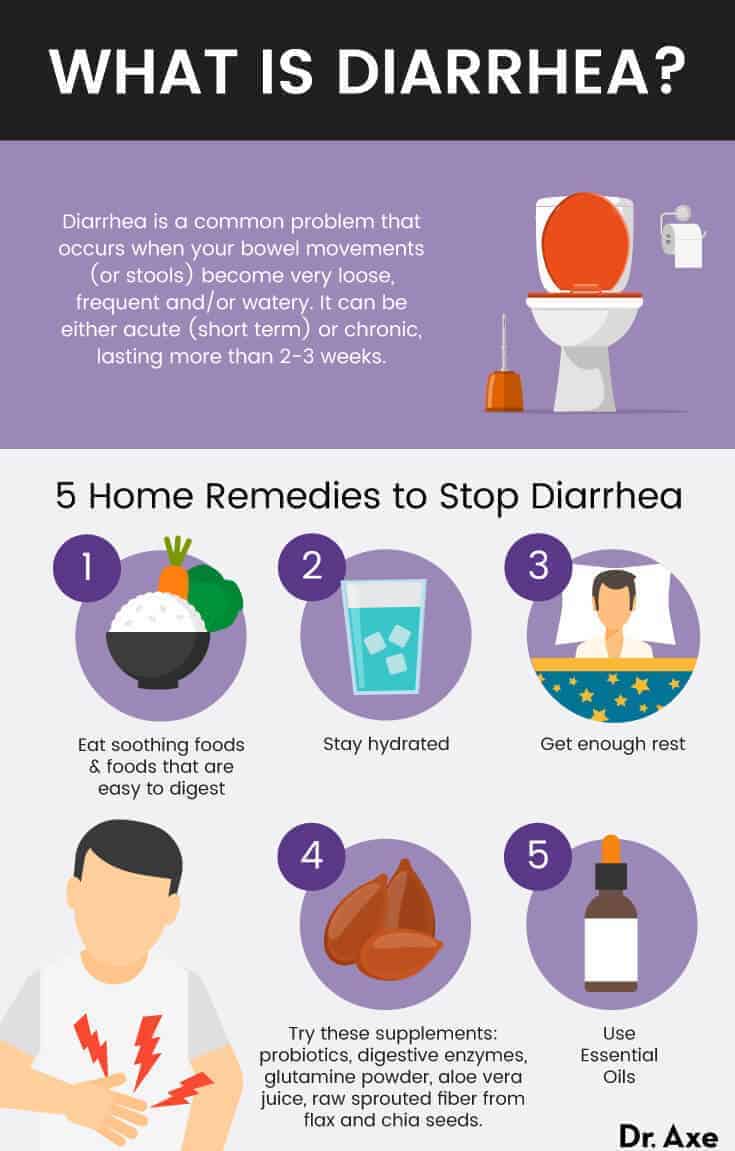 WHAT IS DIARRHEA?
Diarrhea is a common problem that
occurs when your bowel movements
(or stools) become very loose,
frequent and/or watery. It can be
either acute (short term) or chronic,
lasting more than 2-3 weeks.
5 Home Remedies to Stop Diarrhea
1
Eat soothing foods
& foods that are
easy to digest
2
Stay hydrated
3
Get enough rest
4
Try these supplements:
probiotics, digestive enzymes,
glutamine powder, aloe vera
juice, raw sprouted fiber from
flax and chia seeds.
5
Use
Essential
Oils
Dr. Axe